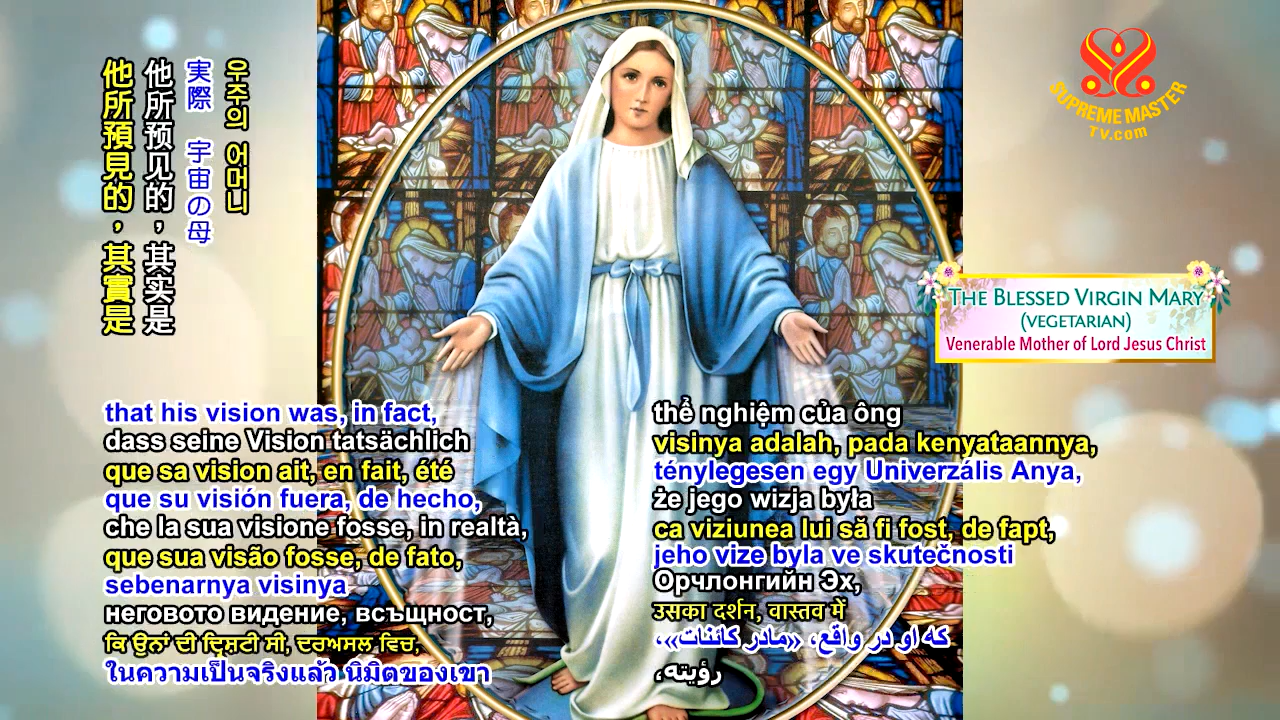 우주의 어머니
実際 宇宙の母
他所预见的，其实是
他所預見的，其實是
SUPREME MASTER
TV.com
THE BLESSED VIRGIN MARY
(VEGETARIAN)
Venerable Mother of Lord Jesus Christ
that his vision was, in fact,
dass seine Vision tatsächlich
que sa vision ait, en fait, été
que su visión fuera, de hecho,
che la sua visione fosse, in realtà,
que sua visão fosse, de fato,
sebenarnya visinya
неговото видение, всъщност,
ਕਿ ਉਨਾਂ ਦੀ ਦ੍ਰਿਸ਼ਟੀ ਸੀ, ਦਰਅਸਲ ਵਿਚ,
ในความเป็นจริงแล้ว นิมิตของเขา
thể nghiệm của ông
visinya adalah, pada kenyataannya,
ténylegesen egy Univerzális Anya,
że jego wizja była
ca viziunea lui să fi fost, de fapt,
jeho vize byla ve skutečnosti
Орчлонгийн Эх,
उसका दर्शन, वास्तव में
که او در واقع، «مادر کائنات»،
رؤيته،